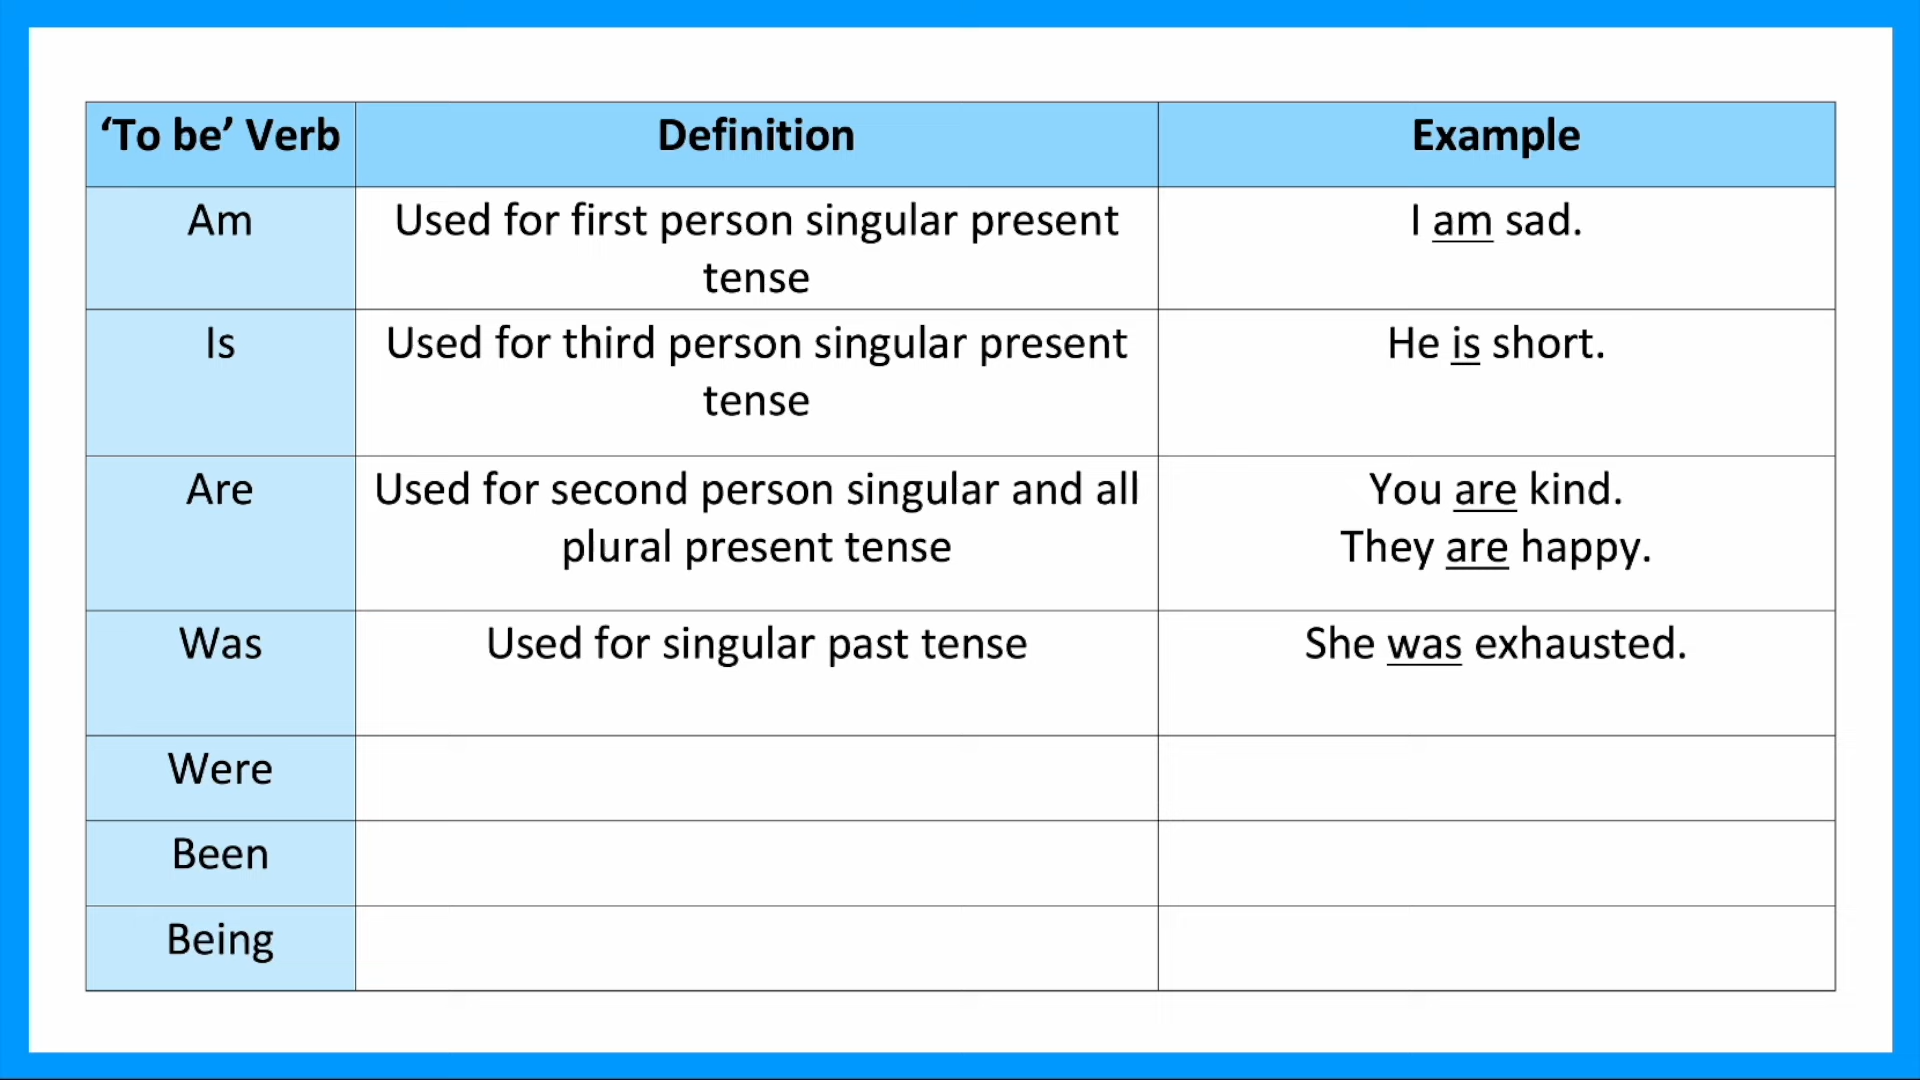 ‘To be’ Verb Definition Example
Am Used for first person singular present I am sad.
tense
Is Used for third person singular present He is short.
tense
Are Used for second person singular and all You are kind.
plural present tense They are happy.
Was Used for singular past tense She was exhausted.
Were
Been
Being